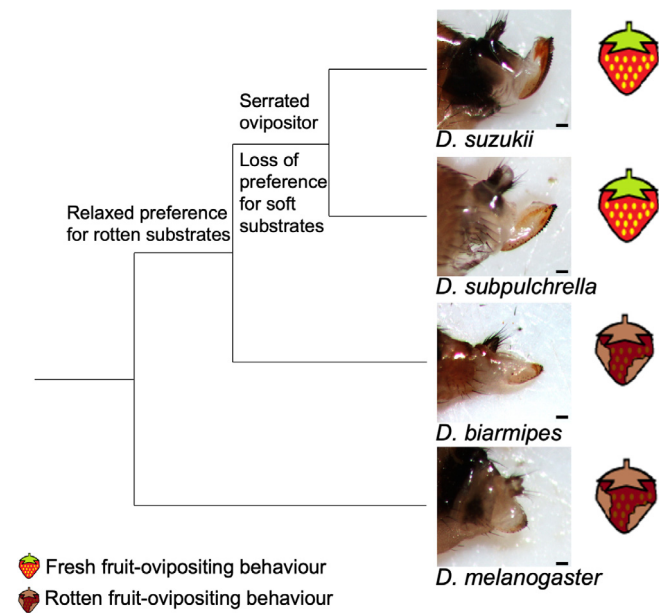 Serrated
ovipositor
D. suzukii
Loss of
preference
for soft
substrates
Relaxed preference
for rotten substrates
D. subpulchrella
D. biarmipes
D. melanogaster
Fresh fruit-ovipositing behaviour
Rotten fruit-ovipositing behaviour